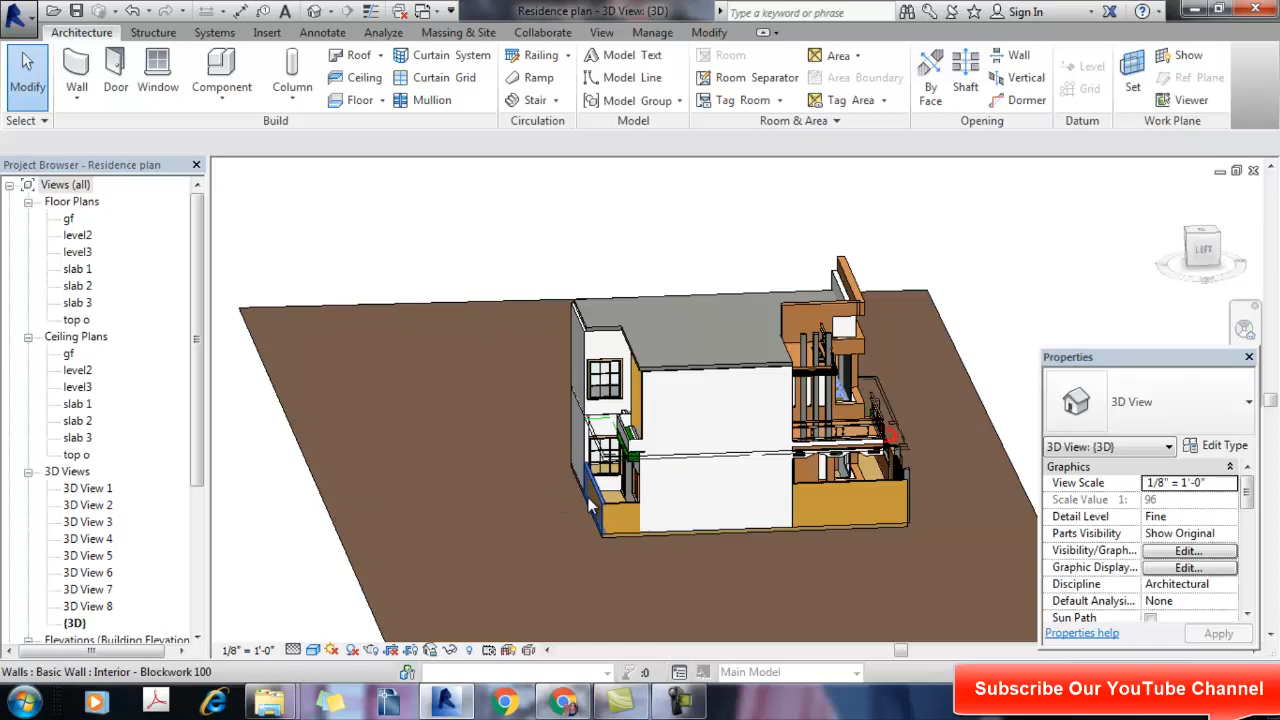 Residence plan - 3D View: {3D}
Type a keyword or phrase
Sign In
Architecture Structure Systems Insert Annotate Analyze Massing & Site Collaborate View Manage Modify
Modify
Select
Wall
Door
Window
Component
Column
Roof
Ceiling
Floor
Curtain System
Curtain Grid
Mullion
Build
Railing
Ramp
Stair
Circulation
Model Text
Model Line
Model Group
Model
Room
Room Separator
Tag Room
Area
Area Boundary
Tag Area
Room & Area
By
Face
Shaft
Wall
Vertical
Dormer
Opening
Level
Grid
Datum
Set
Show
Ref Plane
Viewer
Work Plane
Project Browser - Residence plan
Views (all)
Floor Plans
gf
level2
level3
slab 1
slab 2
slab 3
top o
Ceiling Plans
gf
level2
level3
slab 1
slab 2
slab 3
top o
3D Views
3D View 1
3D View 2
3D View 3
3D View 4
3D View 5
3D View 6
3D View 7
3D View 8
{3D}
Elevations (Building Elevation
LEFT
Properties
3D View
3D View: {3D}
Edit Type
Graphics
View Scale 1/8" = 1'-0"
Scale Value 1: 96
Detail Level Fine
Parts Visibility Show Original
Visibility/Graph... Edit...
Graphic Display... Edit...
Discipline Architectural
Default Analysi... None
Sun Path
Properties help
Apply
1/8" = 1'-0"
Walls : Basic Wall : Interior - Blockwork 100
:0
Main Model
Subscribe Our YouTube Channel